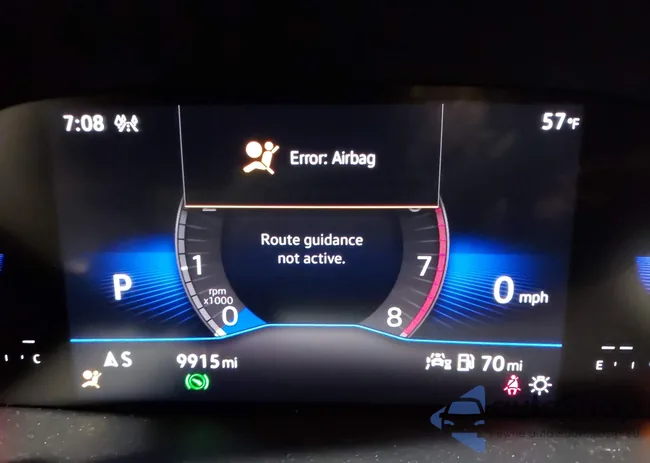 7:08
57°F
Error: Airbag
Route guidance
not active.
1
7
rpm
x1000
0
8
P
0 mph
C
S
9915 mi
70 mi
E